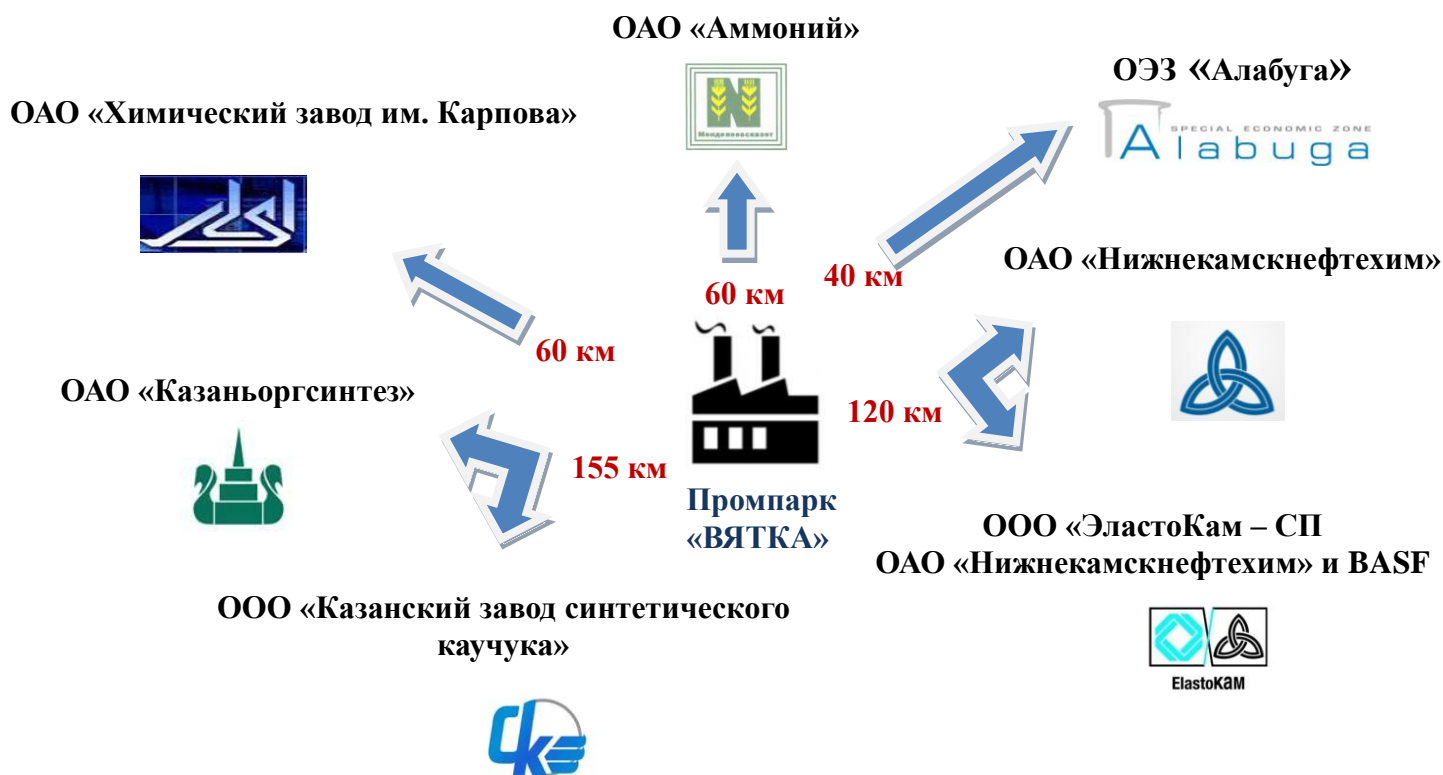 ОАО «Аммоний»
ОЭЗ «Алабуга»
ОАО «Химический завод им. Карпова»
Менделеевсказот
SPECIAL ECONOMIC ZONE
Alabuga
ОАО «Нижнекамскнефтехим»
40 км
60 км
60 км
ОАО «Казаньоргсинтез»
120 км
155 км
Промпарк
«ВЯТКА»
ООО «ЭластоКам – СП
ОАО «Нижнекамскнефтехим» и BASF
ООО «Казанский завод синтетического
каучука»
ElastoKaM